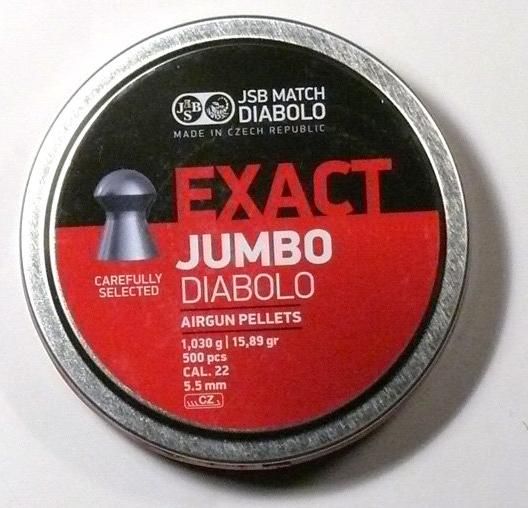 JSB
JSB MATCH
DIABOLO
MADE IN CZECH REPUBLIC
EXACT
JUMBO
DIABOLO
CAREFULLY
SELECTED
AIRGUN PELLETS
1,030 g | 15,89 gr
500 pcs
CAL. 22
5.5 mm
CZ